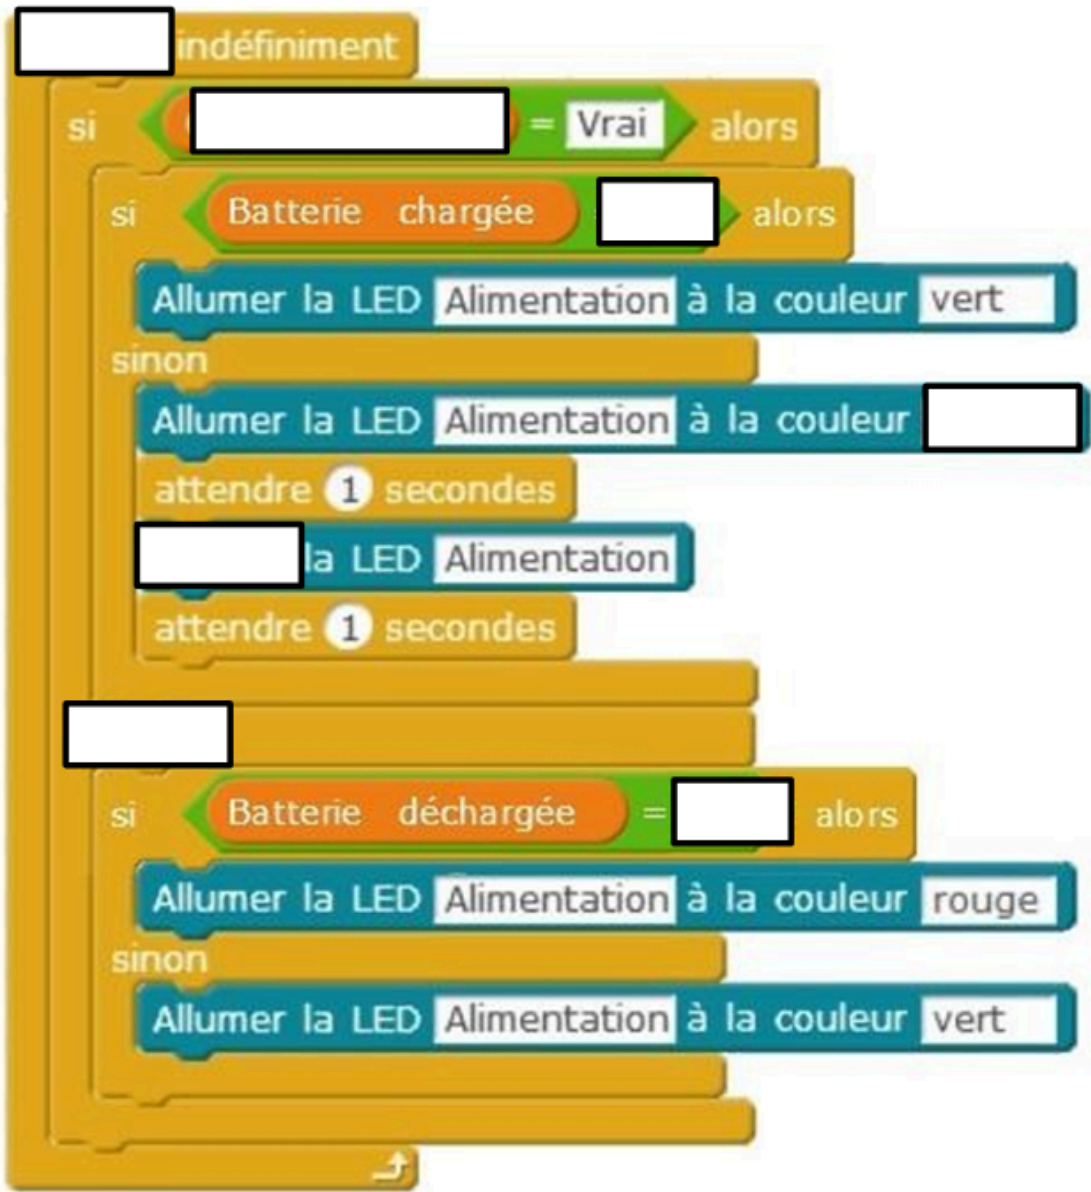 indéfiniment
si = Vrai alors
si Batterie chargée alors
Allumer la LED Alimentation à la couleur vert
sinon
Allumer la LED Alimentation à la couleur
attendre 1 secondes
la LED Alimentation
attendre 1 secondes
si Batterie déchargée = alors
Allumer la LED Alimentation à la couleur rouge
sinon
Allumer la LED Alimentation à la couleur vert